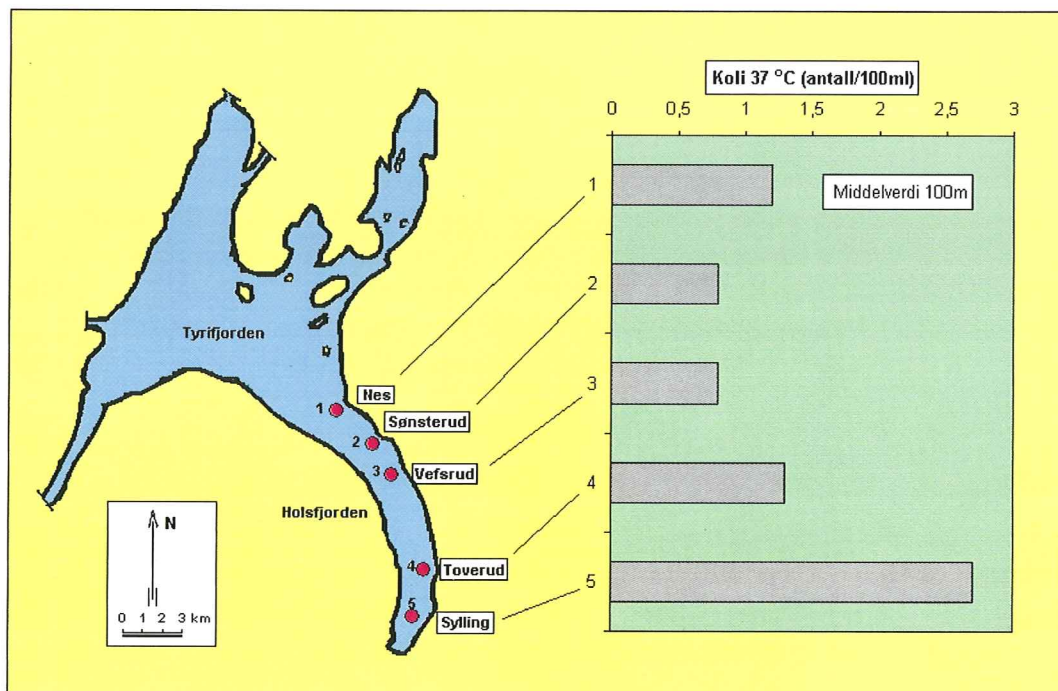 Koli 37 °C (antall/100ml)
0 0,5 1 1,5 2 2,5 3
Middelverdi 100m
1
2
3
4
5
Tyrifjorden
Nes
1
Sønsterud
2
Vefsrud
3
Holsfjorden
4
Toverud
5
Sylling
N
0 1 2 3 km